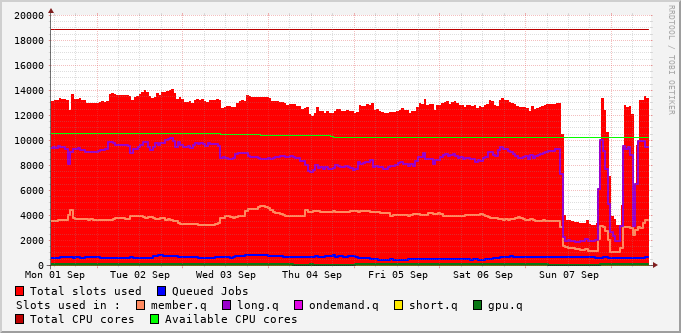 20000
18000
16000
14000
12000
10000
8000
6000
4000
2000
0
Mon 01 Sep Tue 02 Sep Wed 03 Sep Thu 04 Sep Fri 05 Sep Sat 06 Sep Sun 07 Sep
RRDTOOL / TOBI OETIKER
Total slots used Queued Jobs
Slots used in : member.q long.q ondemand.q short.q gpu.q
Total CPU cores Available CPU cores